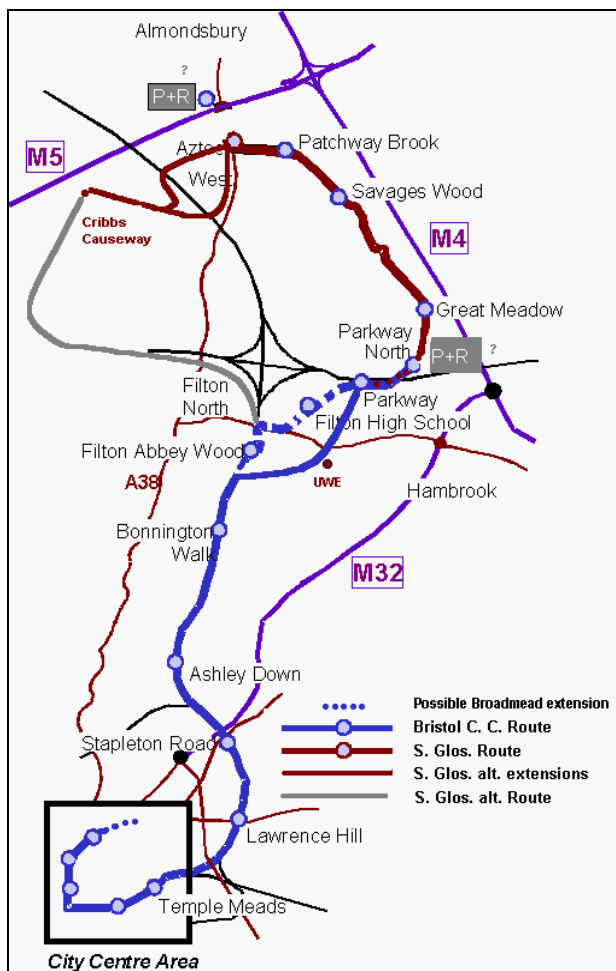 Almondsbury
?
P+R
M5
Aztec
West
Patchway Brook
Savages Wood
Cribbs
Causeway
M4
Great Meadow
Parkway
North
P+R
?
Filton
North
Parkway
Filton High School
Filton Abbey Wood
A38
UWE
Hambrook
Bonnington
Walk
M32
Ashley Down
Possible Broadmead extension
Bristol C. C. Route
Stapleton Road
S. Glos. Route
S. Glos. alt. extensions
S. Glos. alt. Route
Lawrence Hill
Temple Meads
City Centre Area